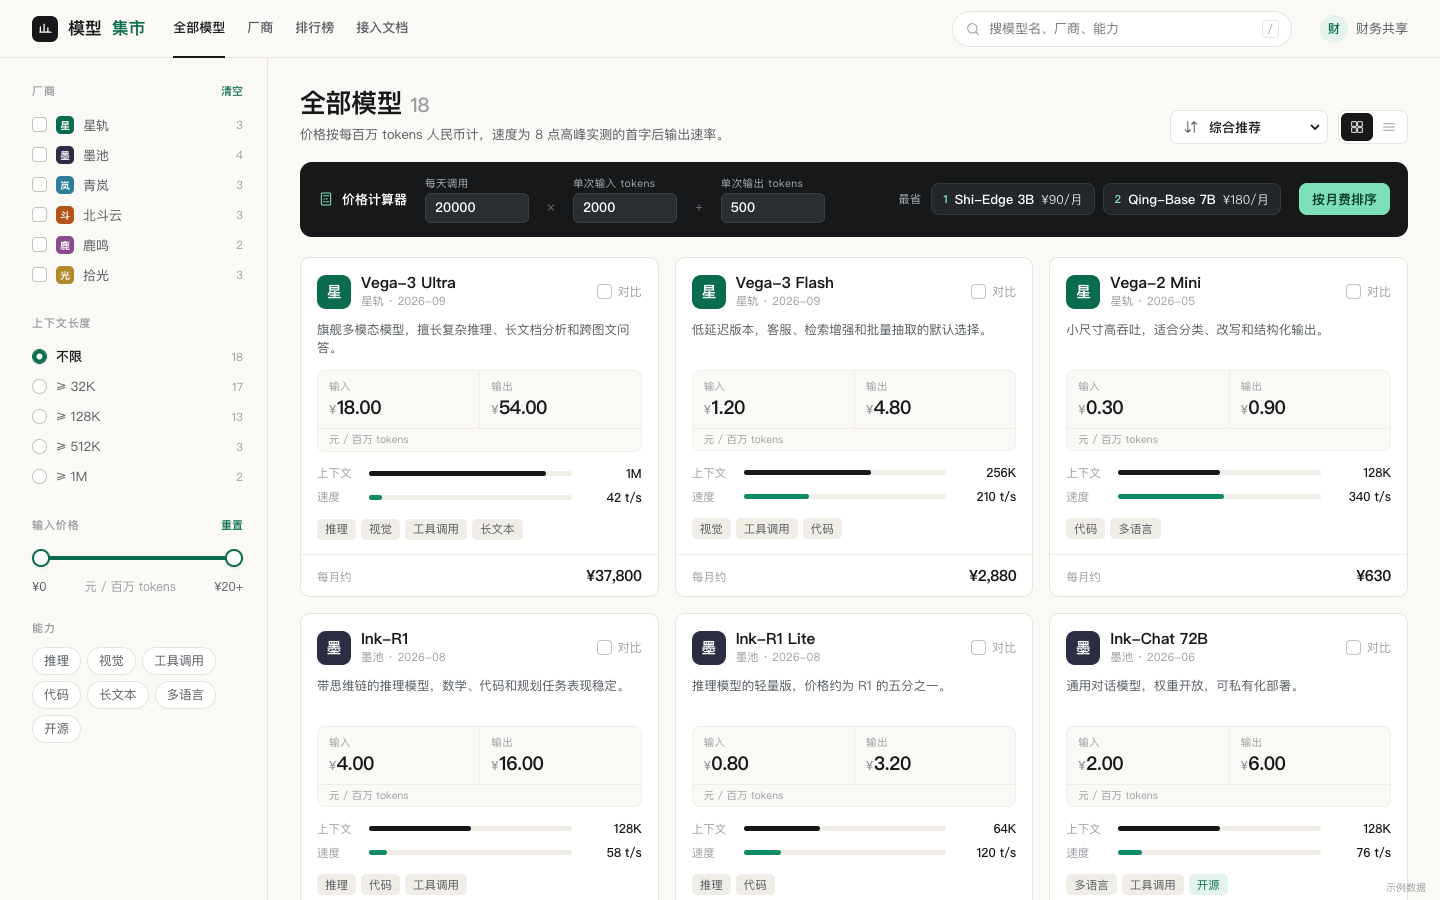 模型 集市
全部模型
厂商
排行榜
接入文档
搜模型名、厂商、能力
/
财
财务共享
厂商
清空
星 星轨 3
墨 墨池 4
岚 青岚 3
斗 北斗云 3
鹿 鹿鸣 2
光 拾光 3
上下文长度
不限 18
≥ 32K 17
≥ 128K 13
≥ 512K 3
≥ 1M 2
输入价格
重置
¥0 元 / 百万 tokens ¥20+
能力
推理 视觉 工具调用
代码 长文本 多语言
开源
全部模型 18
价格按每百万 tokens 人民币计，速度为 8 点高峰实测的首字后输出速率。
综合推荐
价格计算器
每天调用
20000
×
单次输入 tokens
2000
+
单次输出 tokens
500
最省
1 Shi-Edge 3B ¥90/月
2 Qing-Base 7B ¥180/月
按月费排序
星
Vega-3 Ultra
星轨 · 2026-09
对比
旗舰多模态模型，擅长复杂推理、长文档分析和跨图文问
答。
输入
¥18.00
输出
¥54.00
元 / 百万 tokens
上下文 1M
速度 42 t/s
推理 视觉 工具调用 长文本
每月约 ¥37,800
星
Vega-3 Flash
星轨 · 2026-09
对比
低延迟版本，客服、检索增强和批量抽取的默认选择。
输入
¥1.20
输出
¥4.80
元 / 百万 tokens
上下文 256K
速度 210 t/s
视觉 工具调用 代码
每月约 ¥2,880
星
Vega-2 Mini
星轨 · 2026-05
对比
小尺寸高吞吐，适合分类、改写和结构化输出。
输入
¥0.30
输出
¥0.90
元 / 百万 tokens
上下文 128K
速度 340 t/s
代码 多语言
每月约 ¥630
墨
Ink-R1
墨池 · 2026-08
对比
带思维链的推理模型，数学、代码和规划任务表现稳定。
输入
¥4.00
输出
¥16.00
元 / 百万 tokens
上下文 128K
速度 58 t/s
推理 代码 工具调用
墨
Ink-R1 Lite
墨池 · 2026-08
对比
推理模型的轻量版，价格约为 R1 的五分之一。
输入
¥0.80
输出
¥3.20
元 / 百万 tokens
上下文 64K
速度 120 t/s
推理 代码
墨
Ink-Chat 72B
墨池 · 2026-06
对比
通用对话模型，权重开放，可私有化部署。
输入
¥2.00
输出
¥6.00
元 / 百万 tokens
上下文 128K
速度 76 t/s
多语言 工具调用 开源
示例数据